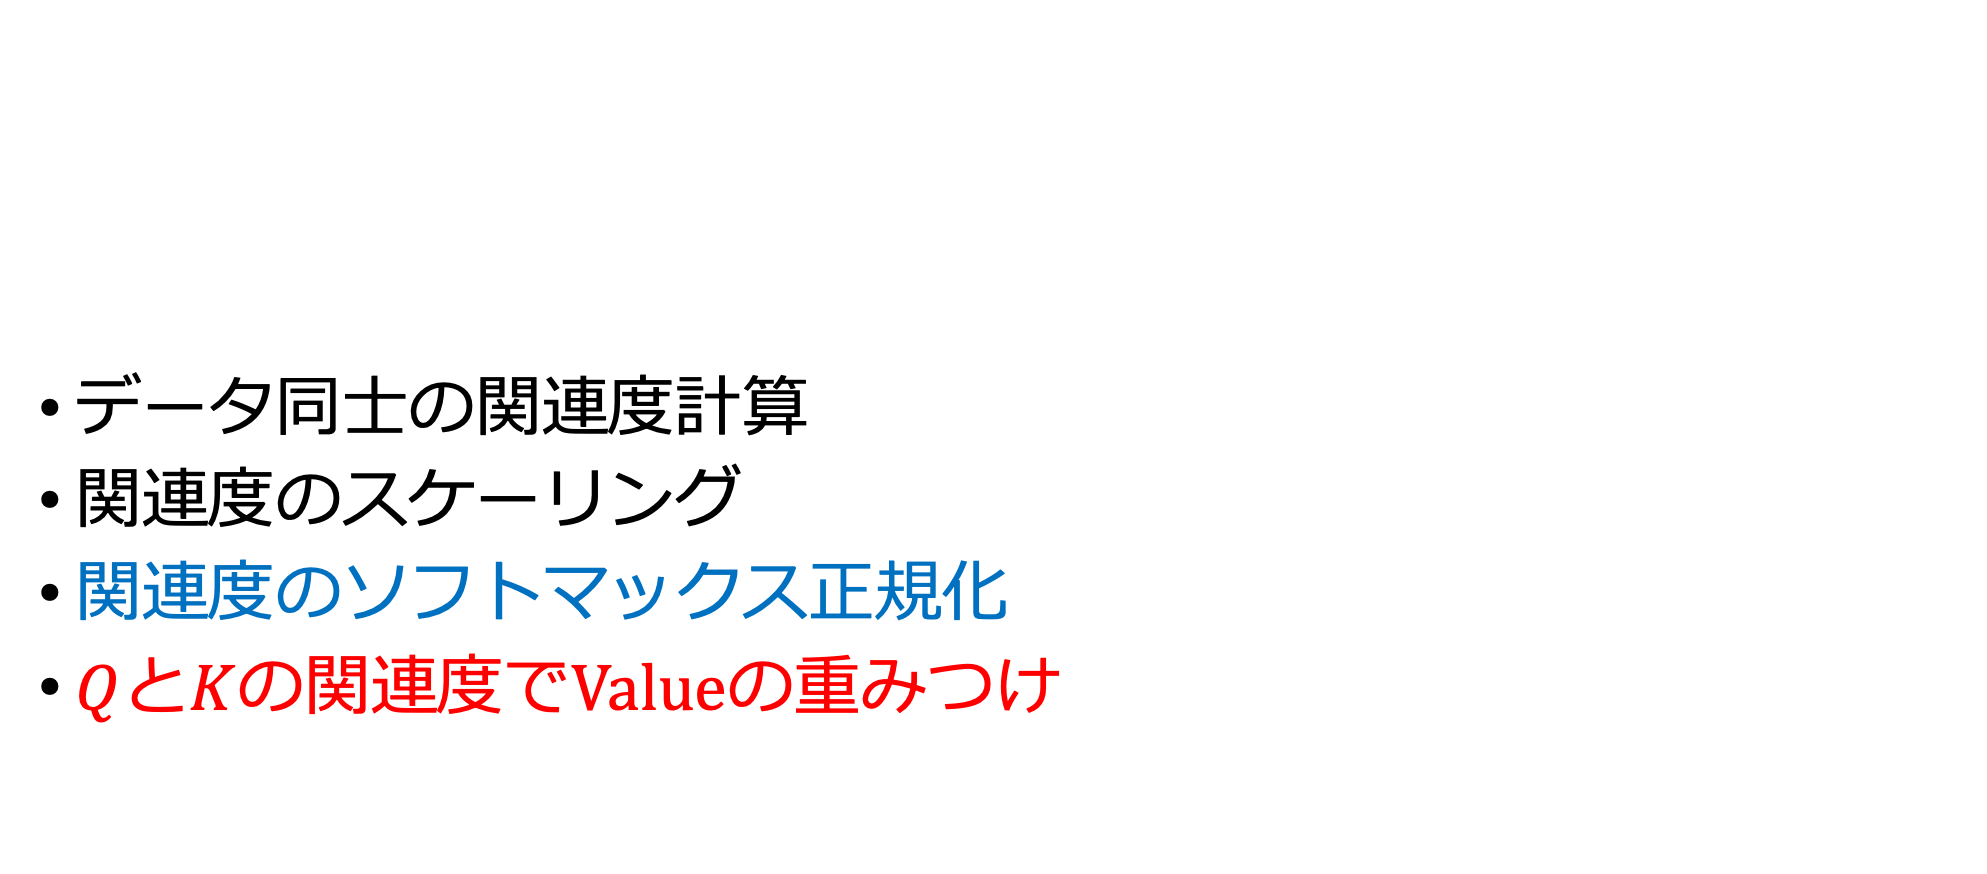 • データ同士の関連度計算
• 関連度のスケーリング
• 関連度のソフトマックス正規化
• QとKの関連度でValueの重みつけ